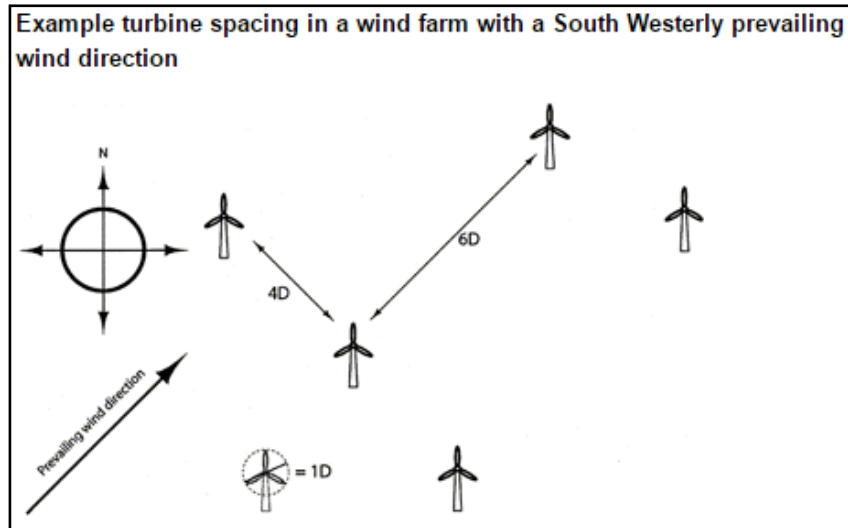 Example turbine spacing in a wind farm with a South Westerly prevailing
wind direction
N
6D
4D
Prevailing wind direction
= 1D